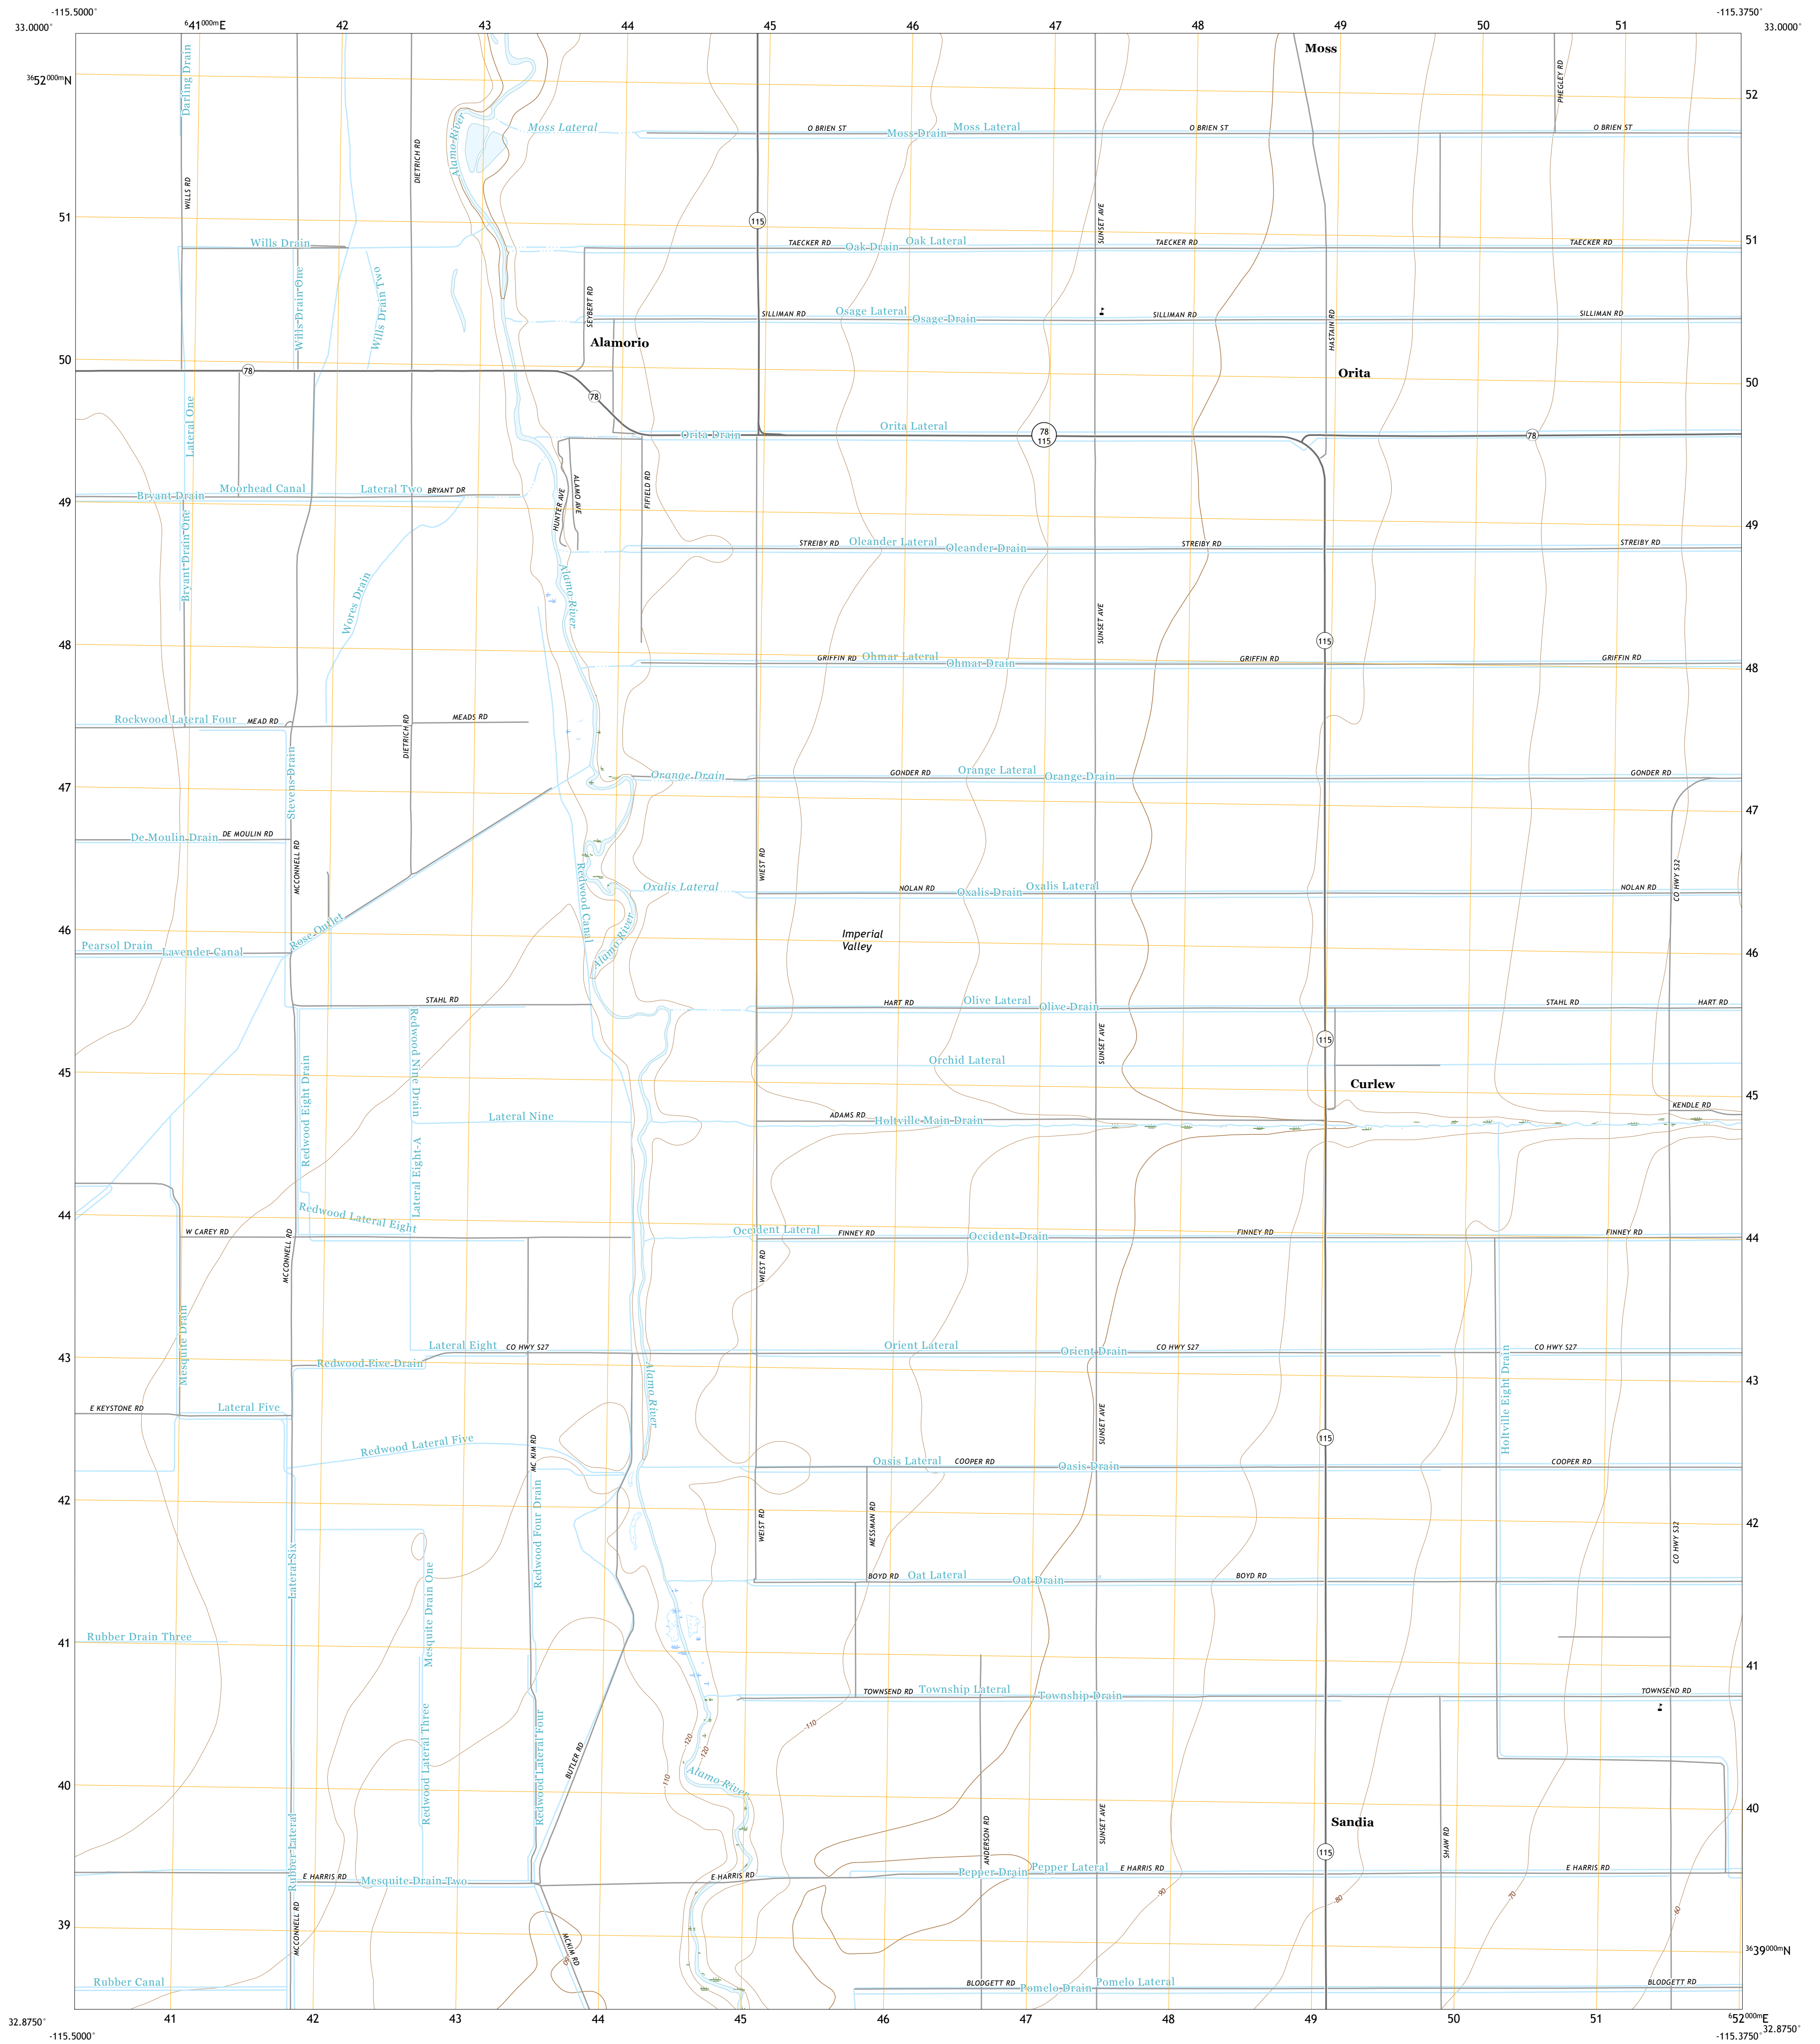 -115.5000°
-115.3750°
33.0000°
⁶41⁰⁰⁰ᵐE
42
43
44
45
46
47
48
49
50
51
33.0000°
Moss
Darling Drain
PHEGLEY RD
³⁶52⁰⁰⁰ᵐN
52
Alamo River
Moss Lateral
O BRIEN ST
Moss Drain
Moss Lateral
O BRIEN ST
O BRIEN ST
DIETRICH RD
WILLS RD
51
115
SUNSET AVE
51
Wills Drain
TAECKER RD
Oak Drain
Oak Lateral
TAECKER RD
TAECKER RD
Wills Drain One
Wills Drain Two
SEYBERT RD
SILLIMAN RD
Osage Lateral
Osage Drain
SILLIMAN RD
HASTAIN RD
SILLIMAN RD
Alamorio
50
78
Orita
50
78
Lateral One
Orita Drain
Orita Lateral
78
115
78
Bryant Drain
Moorhead Canal
Lateral Two
BRYANT DR
HUNTER AVE
ALAMO AVE
FIFIELD RD
49
49
Bryant Drain One
STREIBY RD
Oleander Lateral
Oleander Drain
STREIBY RD
STREIBY RD
Wores Drain
Alamo River
SUNSET AVE
115
48
GRIFFIN RD
Ohmar Lateral
Ohmar Drain
GRIFFIN RD
GRIFFIN RD
48
Rockwood Lateral Four
MEAD RD
MEADS RD
DIETRICH RD
Stevens Drain
Orange Drain
GONDER RD
Orange Lateral
Orange Drain
GONDER RD
47
47
De Moulin Drain
DE MOULIN RD
MCCONNELL RD
WIEST RD
CO HWY S32
Redwood Canal
Oxalis Lateral
NOLAN RD
Oxalis Drain
Oxalis Lateral
NOLAN RD
46
Rose Outlet
Alamo River
Imperial
Valley
Pearsol Drain
Lavender Canal
46
STAHL RD
HART RD
Olive Lateral
Olive Drain
STAHL RD
HART RD
Redwood Eight Drain
Redwood Nine Drain
SUNSET AVE
115
Orchid Lateral
45
Curlew
45
KENDLE RD
Lateral Nine
ADAMS RD
Holtville Main Drain
Lateral Eight-A
44
Redwood Lateral Eight
W CAREY RD
MCCONNELL RD
Occident Lateral
WIEST RD
FINNEY RD
Occident Drain
FINNEY RD
FINNEY RD
44
Mesquite Drain
43
Redwood Five Drain
Lateral Eight
CO HWY S27
Alamo River
Orient Lateral
Orient Drain
CO HWY S27
CO HWY S27
43
Holtville Eight Drain
E KEYSTONE RD
Lateral Five
SUNSET AVE
115
Redwood Lateral Five
MC KIM RD
Oasis Lateral
COOPER RD
Oasis Drain
COOPER RD
42
Redwood Four Drain
WEIST RD
MESSMAN RD
CO HWY S32
42
Lateral Six
Mesquite Drain One
BOYD RD
Oat Lateral
Oat Drain
BOYD RD
Rubber Drain Three
41
41
Redwood Lateral Three
Redwood Lateral Four
TOWNSEND RD
Township Lateral
Township Drain
TOWNSEND RD
-120
-120
-110
BUTLER RD
-110
Alamo River
40
Rubber Lateral
ANDERSON RD
SUNSET AVE
Sandia
SHAW RD
115
40
E HARRIS RD
Mesquite Drain Two
E HARRIS RD
Pepper Drain
Pepper Lateral
E HARRIS RD
E HARRIS RD
-90
-80
-70
-60
39
MCCONNELL RD
MCKIM RD
³⁶39⁰⁰⁰ᵐN
Rubber Canal
BLODGETT RD
Pomelo Drain
Pomelo Lateral
BLODGETT RD
32.8750°
41
42
43
44
45
46
47
48
49
50
51
⁶52⁰⁰⁰ᵐE
32.8750°
-115.5000°
-115.3750°